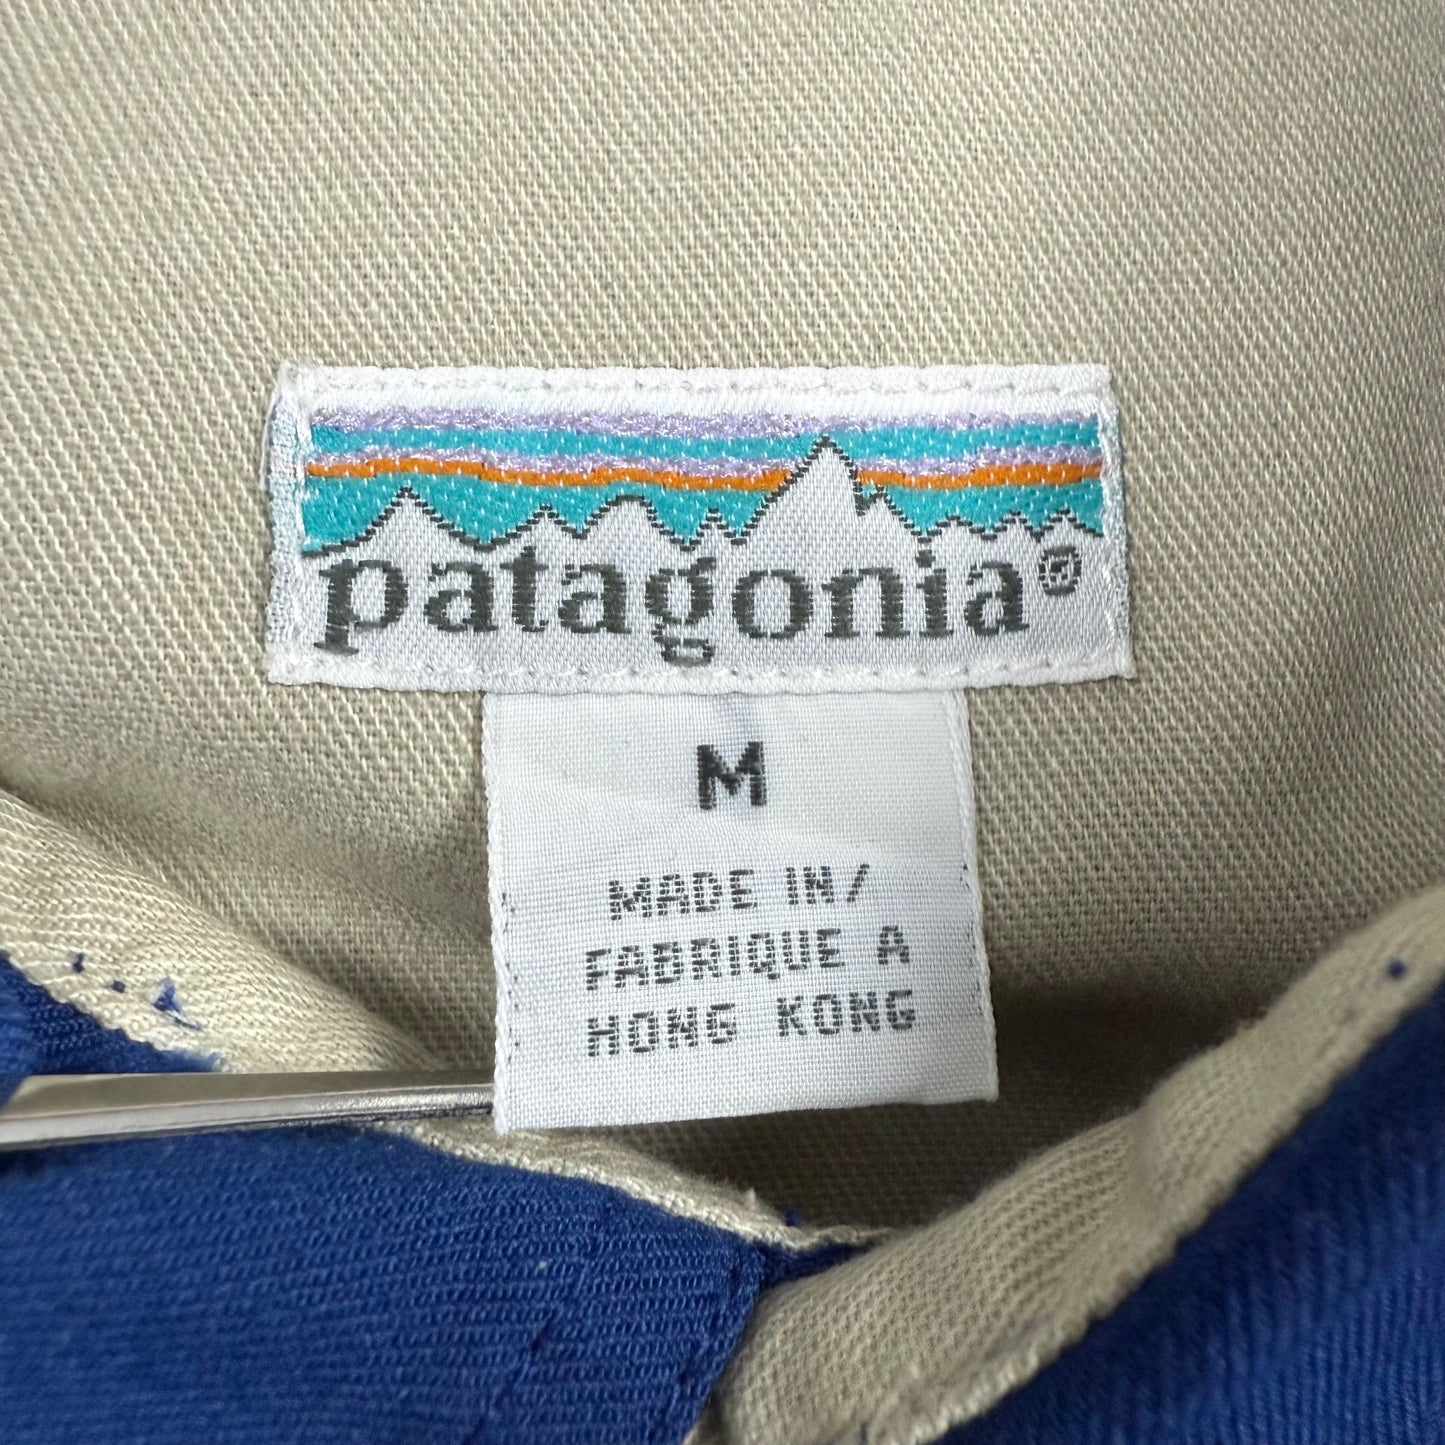 patagonia®
M
MADE IN/
FABRIQUE A
HONG KONG